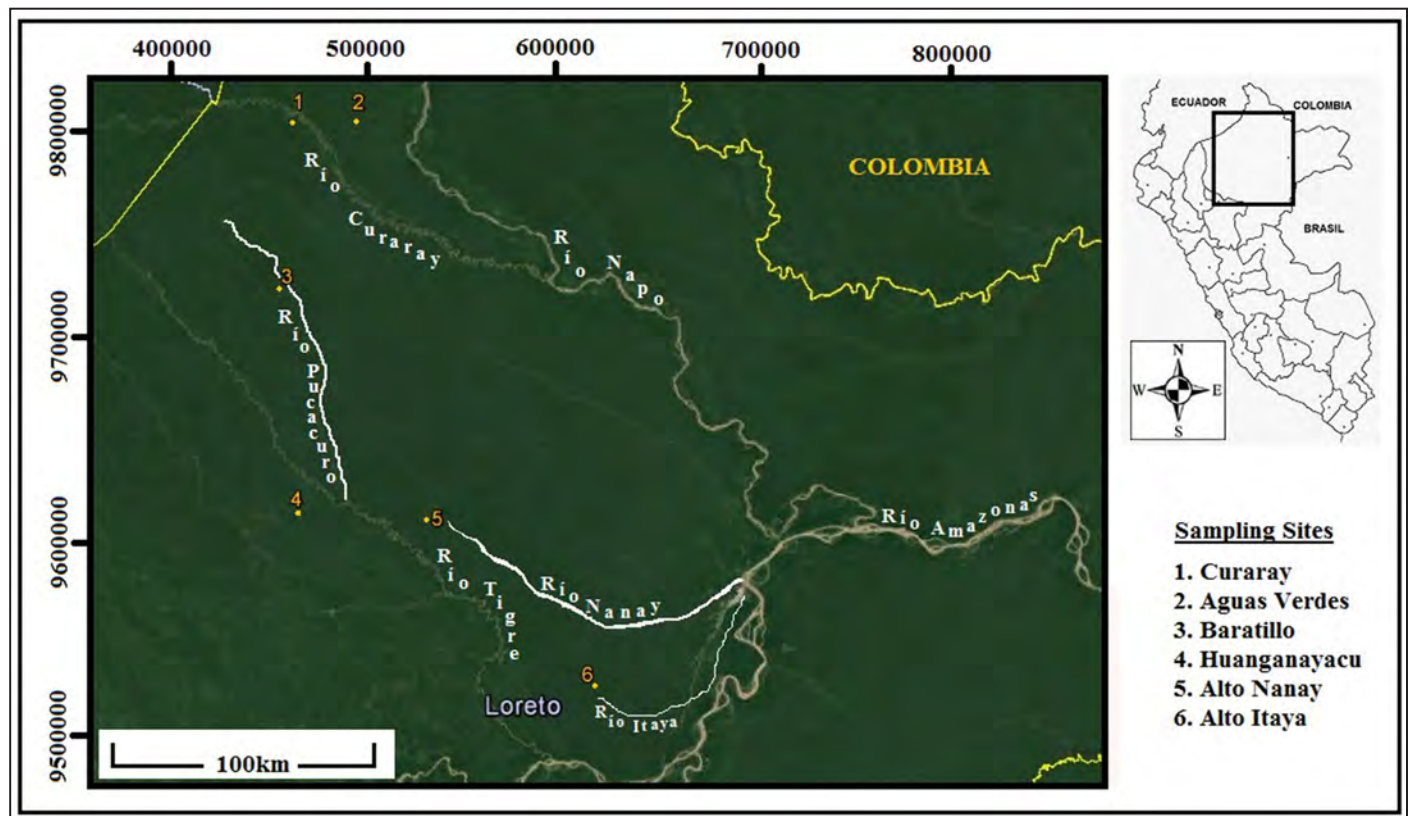 400000 500000 600000 700000 800000
9800000
9700000
9600000
9500000
1
2
3
4
5
6
Río Curaray
Río Napo
COLOMBIA
Río Pucacuro
Río Tigre
Río Nanay
Río Amazonas
Río Itaya
Loreto
100km
ECUADOR
COLOMBIA
BRASIL
N
W E
S
Sampling Sites
1. Curaray
2. Aguas Verdes
3. Baratillo
4. Huanganayacu
5. Alto Nanay
6. Alto Itaya